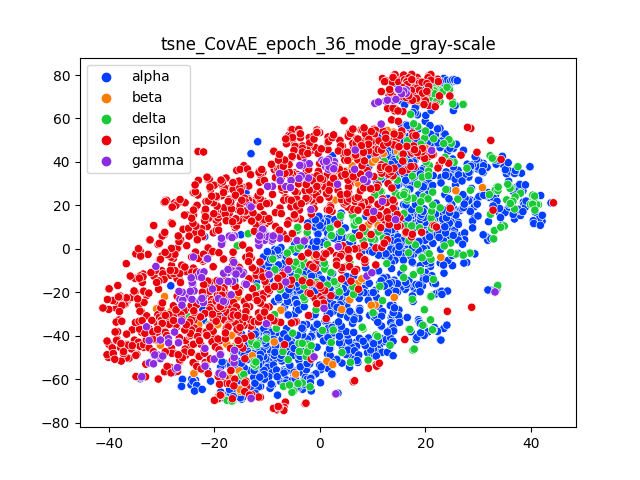 tsne_CovAE_epoch_36_mode_gray-scale
alpha
beta
delta
epsilon
gamma
80
60
40
20
0
−20
−40
−60
−80
−40 −20 0 20 40